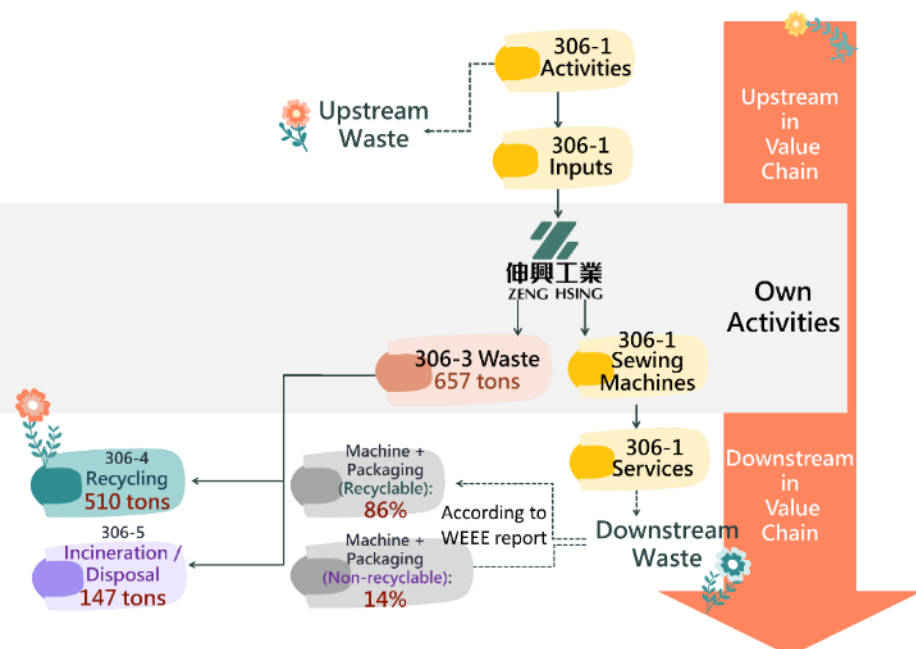 306-1
Activities
Upstream
Waste
306-1
Inputs
Upstream
in
Value
Chain
伸興工業
ZENG HSING
Own
Activities
306-3 Waste
657 tons
306-1
Sewing
Machines
306-4
Recycling
510 tons
Machine +
Packaging
(Recyclable):
86%
According to
WEEE report
306-1
Services
Downstream
in
Value
Chain
306-5
Incineration /
Disposal
147 tons
Machine +
Packaging
(Non-recyclable):
14%
Downstream
Waste